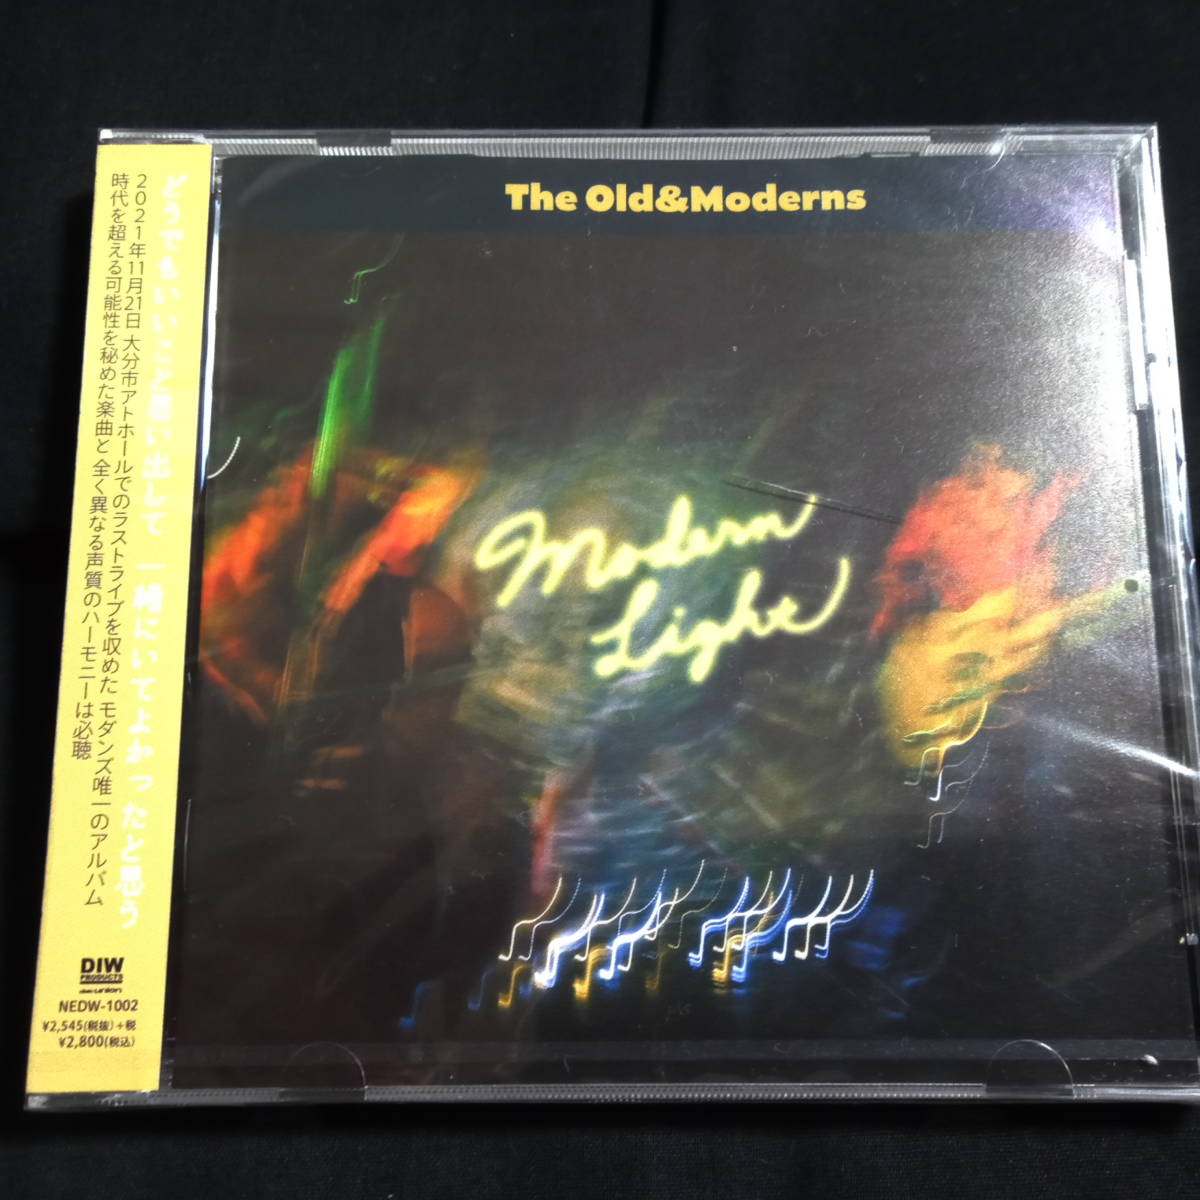 どうでもいいこと思い出して 一緒にいてよかったと思う
2021年11月21日 大分市アトホールでのラストライブを収めた モダンズ唯一のアルバム
時代を超える可能性を秘めた楽曲と 全く異なる声質のハーモニーは必聴
DIW
PRODUCTS
disk union
NEDW-1002
¥2,545(税抜)+税
¥2,800(税込)
The Old&Moderns
Modern
Light